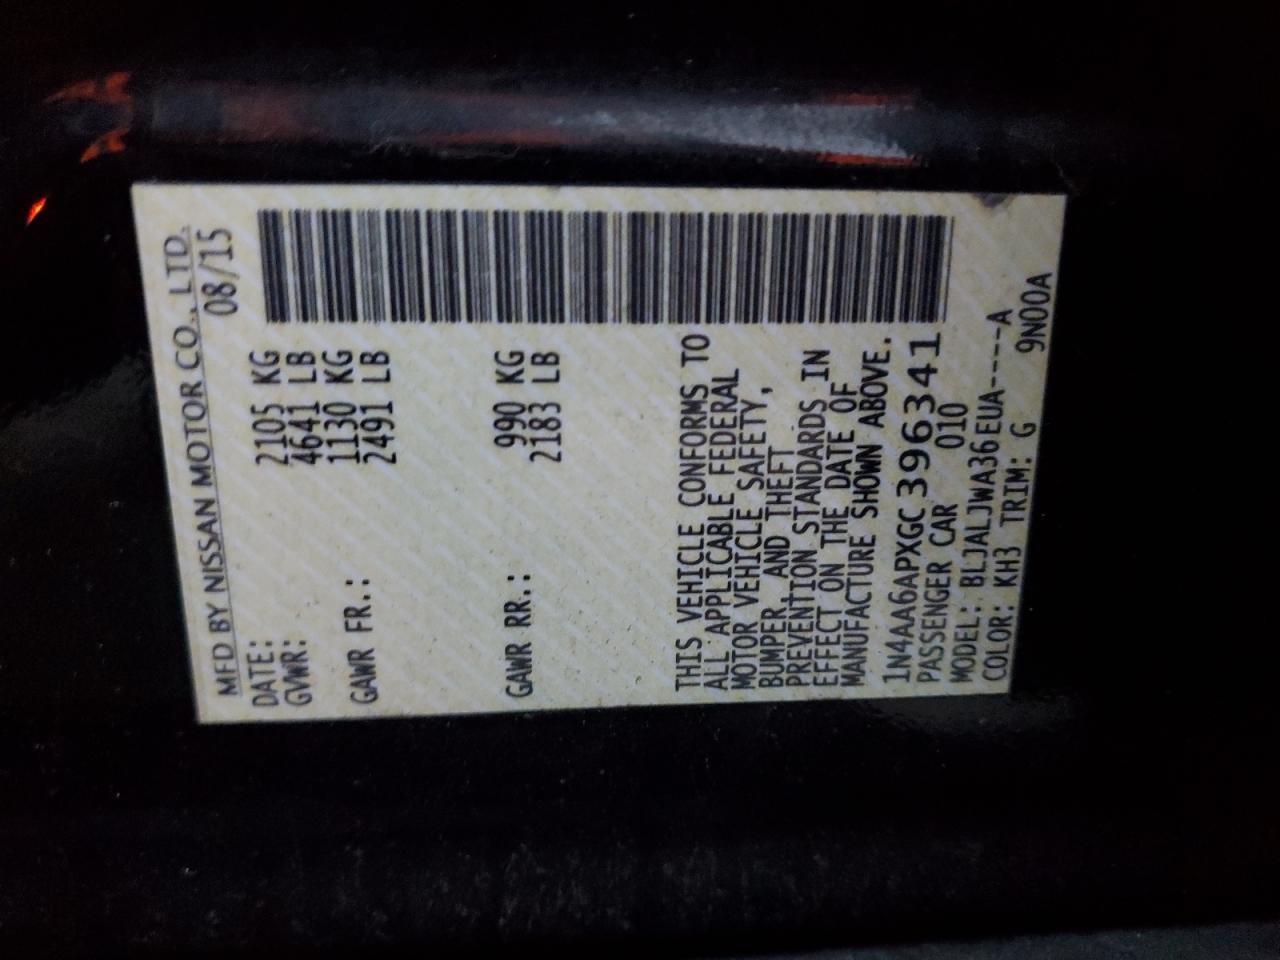 MFD BY NISSAN MOTOR CO., LTD.
DATE: 08/15
GVWR: 2105 KG
4641 LB
GAWR FR.: 1130 KG
2491 LB
GAWR RR.: 990 KG
2183 LB
THIS VEHICLE CONFORMS TO
ALL APPLICABLE FEDERAL
MOTOR VEHICLE SAFETY,
BUMPER, AND THEFT
PREVENTION STANDARDS IN
EFFECT ON THE DATE OF
MANUFACTURE SHOWN ABOVE.
1N4AA6APXGC396341
PASSENGER CAR 010
MODEL: BLJALJWA36EUA----A
COLOR: KH3 TRIM: G 9N00A